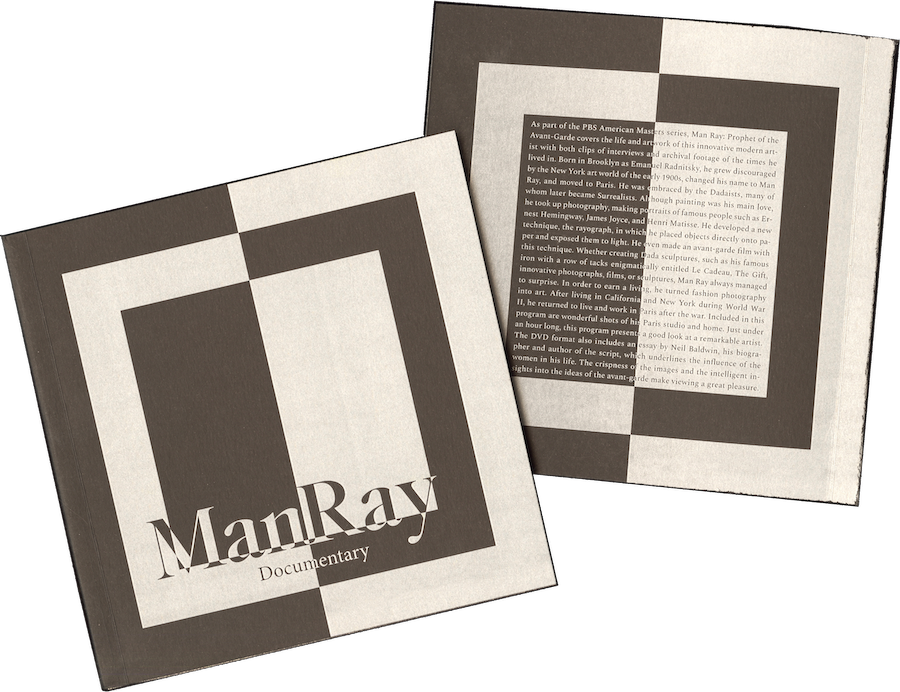 ManRay
Documentary
As part of the PBS American Masters series, Man Ray: Prophet of the
Avant-Garde covers the life and artwork of this innovative modern art-
ist with both clips of interviews and archival footage of the times he
lived in. Born in Brooklyn as Emanuel Radnitsky, he grew discouraged
by the New York art world of the early 1900s, changed his name to Man
Ray, and moved to Paris. He was embraced by the Dadaists, many of
whom later became Surrealists. Although painting was his main love,
he took up photography, making portraits of famous people such as Er-
nest Hemingway, James Joyce, and Henri Matisse. He developed a new
technique, the rayograph, in which he placed objects directly onto pa-
per and exposed them to light. He even made an avant-garde film with
this technique. Whether creating Dada sculptures, such as his famous
iron with a row of tacks enigmatically entitled Le Cadeau, The Gift,
innovative photographs, films, or sculptures, Man Ray always managed
to surprise. In order to earn a living, he turned fashion photography
into art. After living in California and New York during World War
II, he returned to live and work in Paris after the war. Included in this
program are wonderful shots of his Paris studio and home. Just under
an hour long, this program presents a good look at a remarkable artist.
The DVD format also includes an essay by Neil Baldwin, his biogra-
pher and author of the script, which underlines the influence of the
women in his life. The crispness of the images and the intelligent in-
sights into the ideas of the avant-garde make viewing a great pleasure.